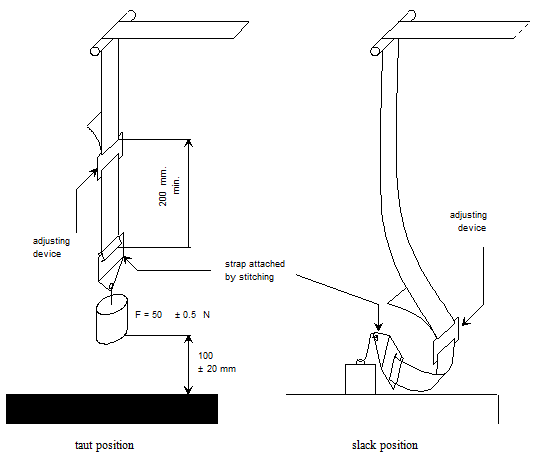 200 mm.
min.
adjusting
device
adjusting
device
strap attached
by stitching
F = 50 ± 0.5 N
100
± 20 mm
taut position
slack position